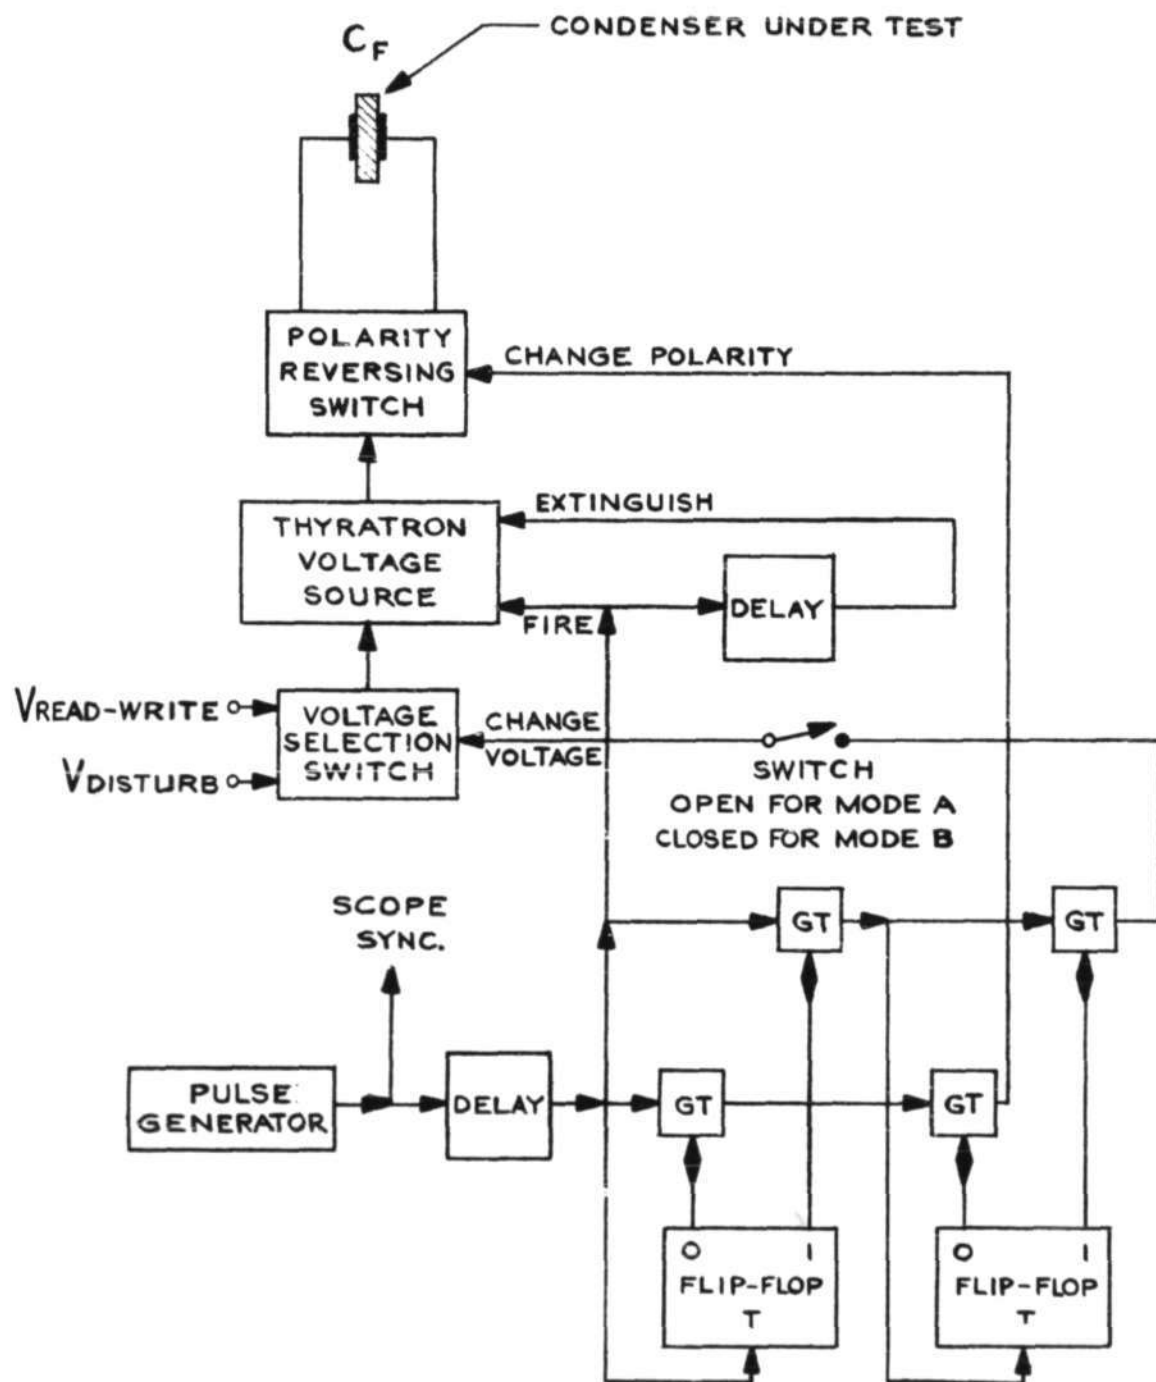 CONDENSER UNDER TEST
CF
POLARITY
REVERSING
SWITCH
CHANGE POLARITY
EXTINGUISH
THYRATRON
VOLTAGE
SOURCE
FIRE
DELAY
VREAD-WRITE
VDISTURB
VOLTAGE
SELECTION
SWITCH
CHANGE
VOLTAGE
SWITCH
OPEN FOR MODE A
CLOSED FOR MODE B
SCOPE
SYNC.
GT
GT
PULSE
GENERATOR
DELAY
GT
GT
0 1
FLIP-FLOP
T
0 1
FLIP-FLOP
T